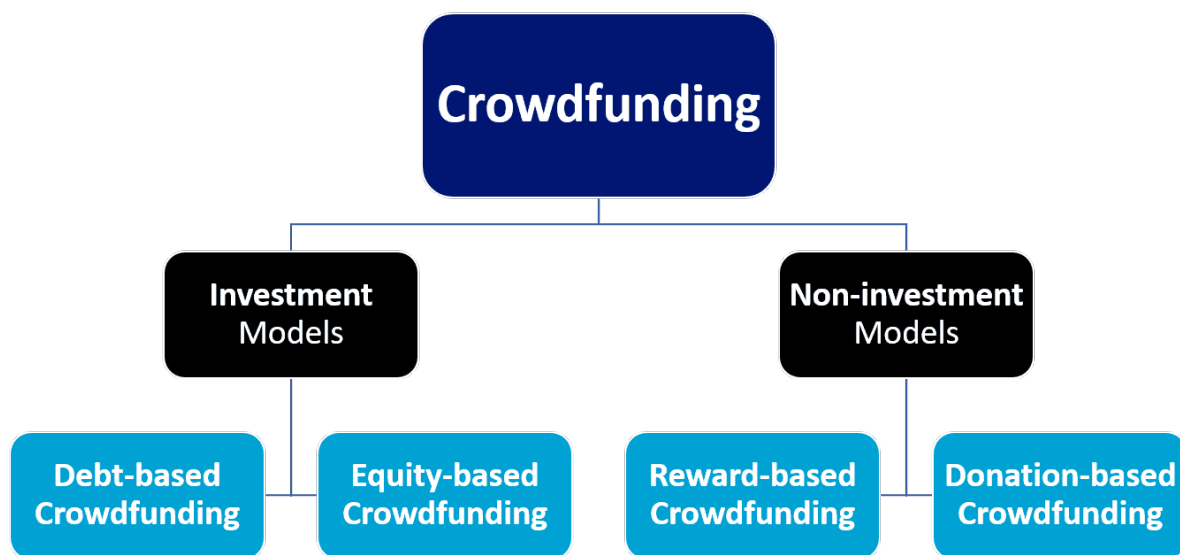 Crowdfunding
Investment
Models
Non-investment
Models
Debt-based
Crowdfunding
Equity-based
Crowdfunding
Reward-based
Crowdfunding
Donation-based
Crowdfunding